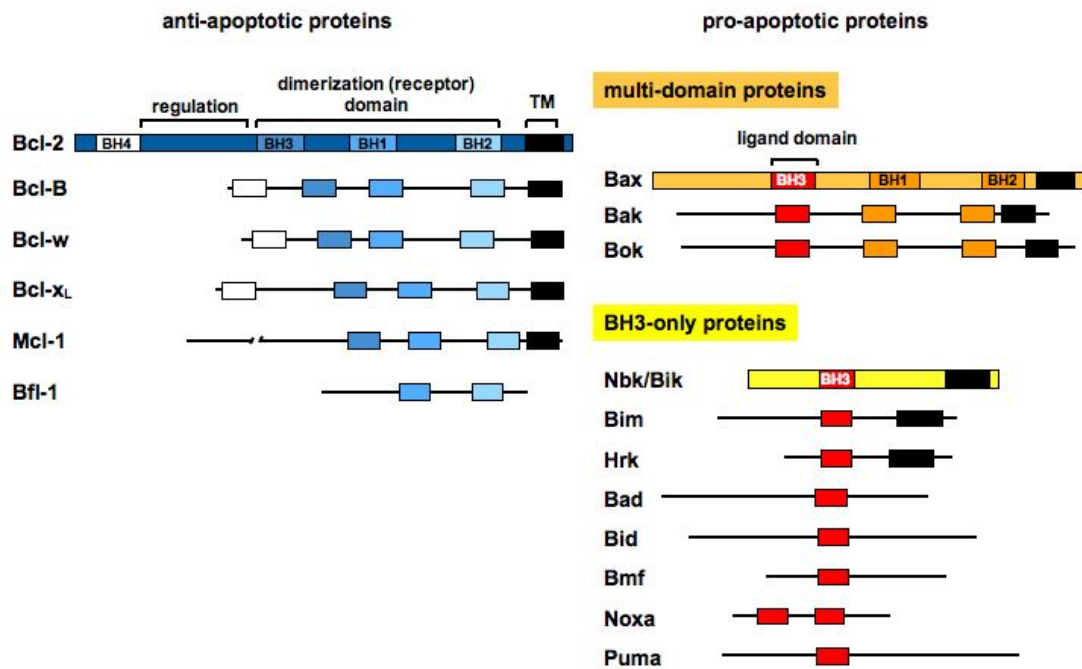 anti-apoptotic proteins
regulation
dimerization (receptor)
domain
TM
Bcl-2
BH4
BH3
BH1
BH2
Bcl-B
Bcl-w
Bcl-xL
Mcl-1
Bfl-1
pro-apoptotic proteins
multi-domain proteins
ligand domain
Bax
BH3
BH1
BH2
Bak
Bok
BH3-only proteins
Nbk/Bik
BH3
Bim
Hrk
Bad
Bid
Bmf
Noxa
Puma